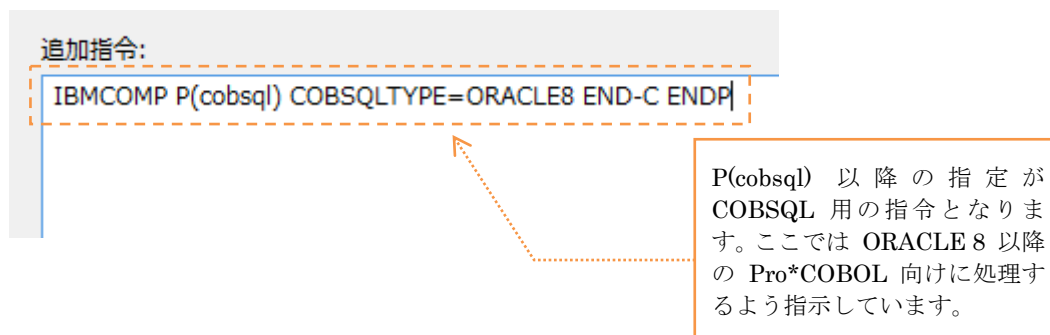 追加指令:
IBMCOMP P(cobsql) COBSQLTYPE=ORACLE8 END-C ENDP
P(cobsql) 以降の指定が
COBSQL 用の指令となりま
す。ここでは ORACLE 8 以降
の Pro*COBOL 向けに処理す
るよう指示しています。